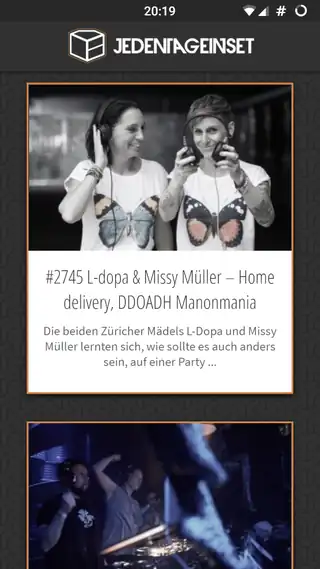 20:19
JEDENTAGEINSET
#2745 L-dopa & Missy Müller – Home
delivery, DDOADH Manonmania
Die beiden Züricher Mädels L-Dopa und Missy
Müller lernten sich, wie sollte es auch anders
sein, auf einer Party ...